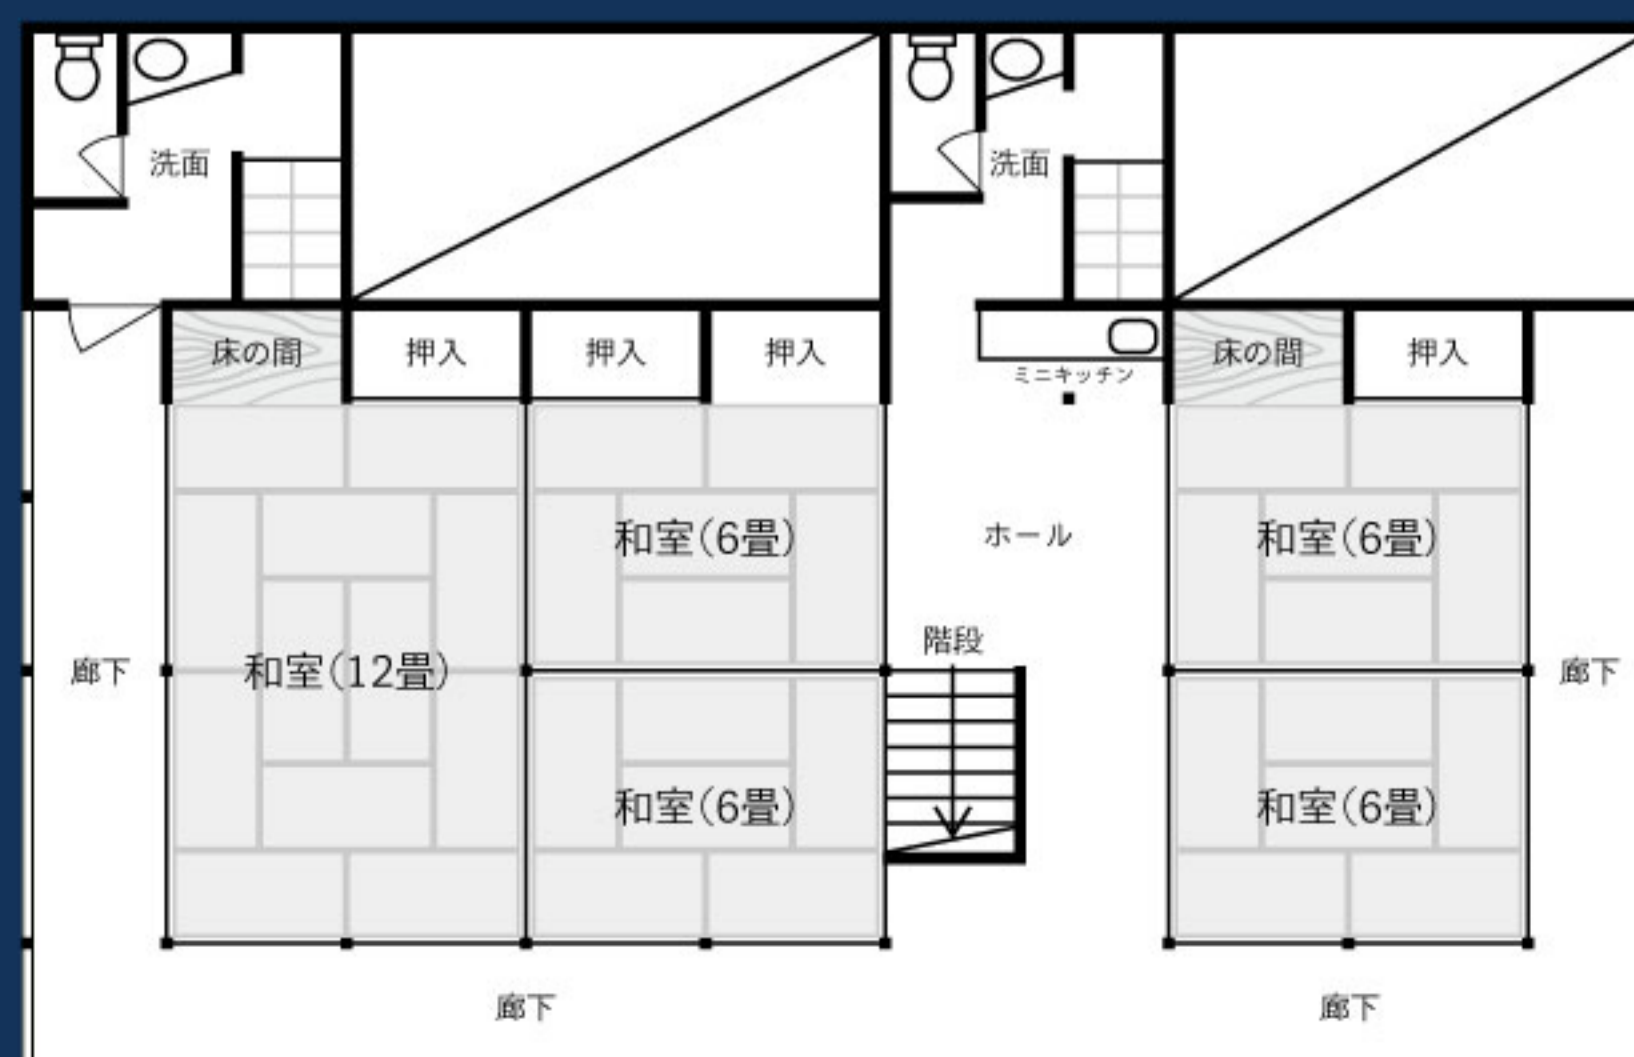 洗面
洗面
床の間
押入
押入
押入
ミニキッチン
床の間
押入
和室(6畳)
ホール
和室(6畳)
階段
廊下
和室(12畳)
廊下
和室(6畳)
和室(6畳)
廊下
廊下